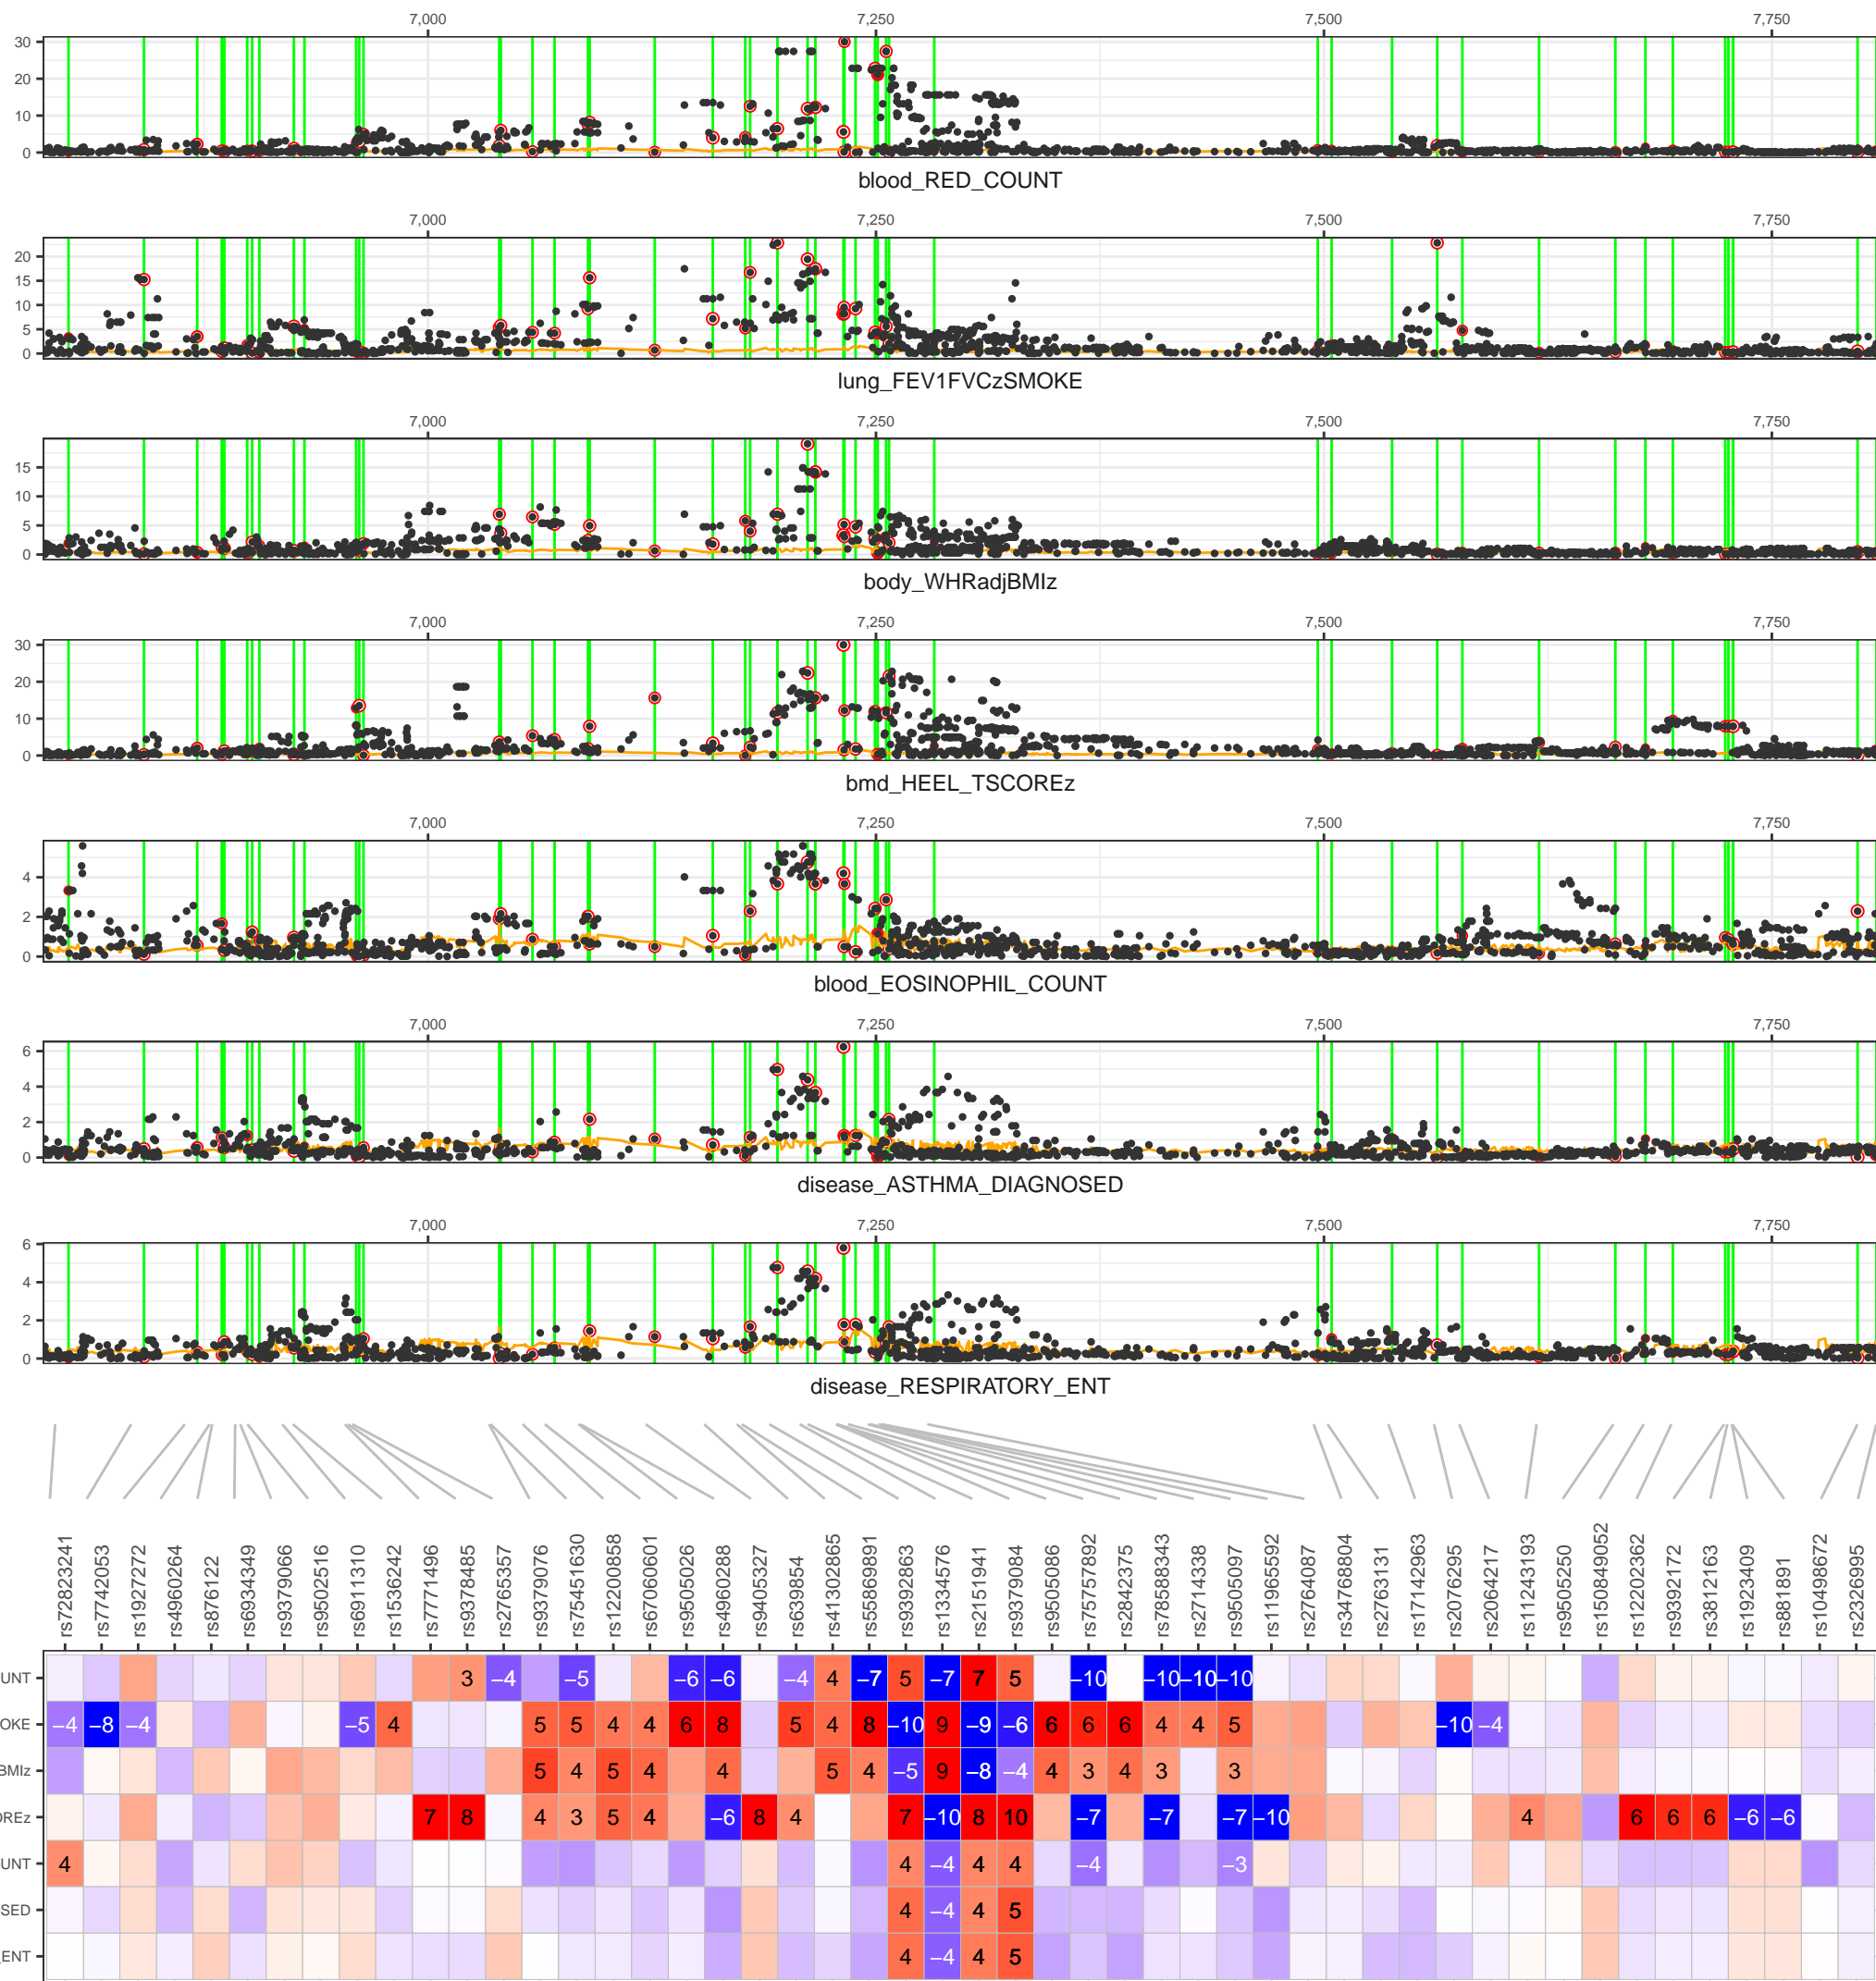 7,000 7,250 7,500 7,750
30
20
10
0
blood_RED_COUNT
7,000 7,250 7,500 7,750
20
15
10
5
0
lung_FEV1FVCzSMOKE
7,000 7,250 7,500 7,750
15
10
5
0
body_WHRadjBMIz
7,000 7,250 7,500 7,750
30
20
10
0
bmd_HEEL_TSCOREz
7,000 7,250 7,500 7,750
4
2
0
blood_EOSINOPHIL_COUNT
7,000 7,250 7,500 7,750
6
4
2
0
disease_ASTHMA_DIAGNOSED
7,000 7,250 7,500 7,750
6
4
2
0
disease_RESPIRATORY_ENT
rs72823241 rs7742053 rs19272772 rs4960264 rs876122 rs6934349 rs9379066 rs9502516 rs6911310 rs1536242 rs7771496 rs9378485 rs2765357 rs9379076 rs75451630 rs12200858 rs67060601 rs9505026 rs4960288 rs9405327 rs639854 rs41302865 rs55869891 rs9392863 rs1334576 rs2151941 rs9379084 rs9505086 rs75757892 rs2842375 rs78588343 rs2714338 rs9505097 rs11965592 rs2764087 rs34768804 rs2763131 rs17142963 rs2076295 rs2064217 rs11243193 rs9505250 rs150849052 rs12202362 rs9392172 rs3812163 rs1923409 rs881891 rs10498672 rs2326995
UNT 3 −4 −5 −6 −6 −4 4 −7 5 −7 7 5 −10 −10 −10 −10
OKE −4 −8 −4 −5 4 5 5 4 4 6 8 5 4 8 −10 9 −9 −6 6 6 6 4 4 5 −10 −4
BMIz 5 4 5 4 4 5 4 −5 9 −8 −4 4 3 4 3 3
OREz 7 8 4 3 5 4 −6 8 4 7 −10 8 10 −7 −7 −7 −10 4 6 6 6 −6 −6
UNT 4 4 −4 4 4 −4 −3
SED 4 −4 4 5
ENT 4 −4 4 5